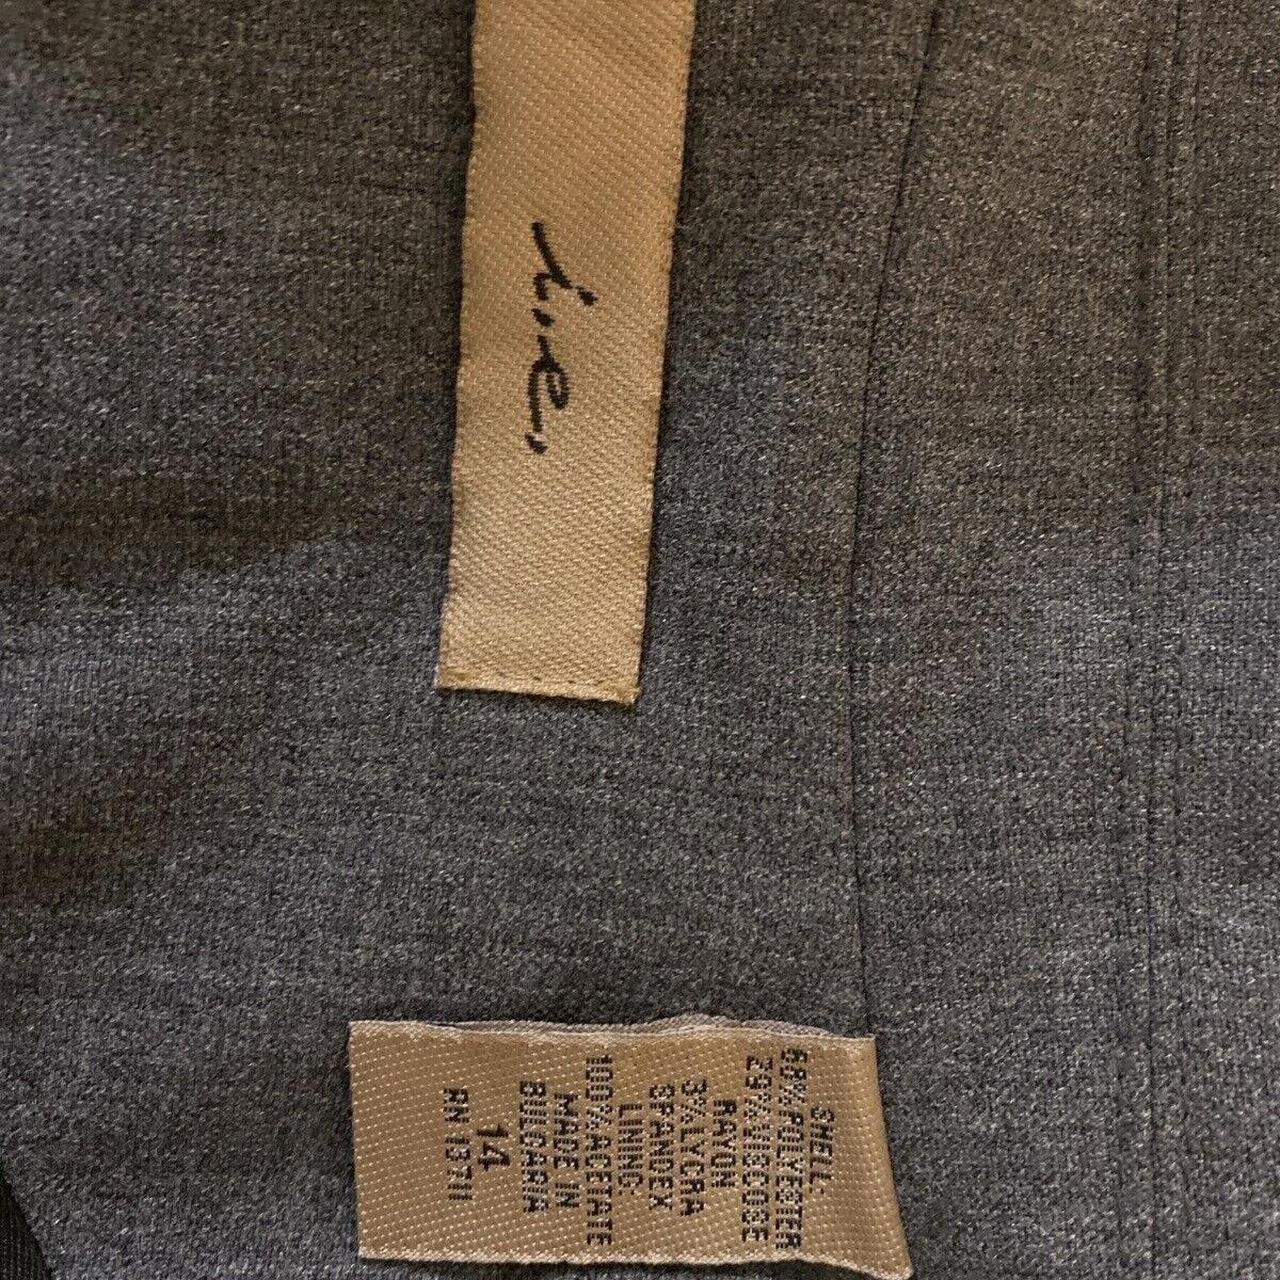 i.e.
SHELL:
68% POLYESTER
29% VISCOSE
RAYON
3% LYCRA
SPANDEX
LINING:
100% ACETATE
MADE IN
BULGARIA
14
RN 13711